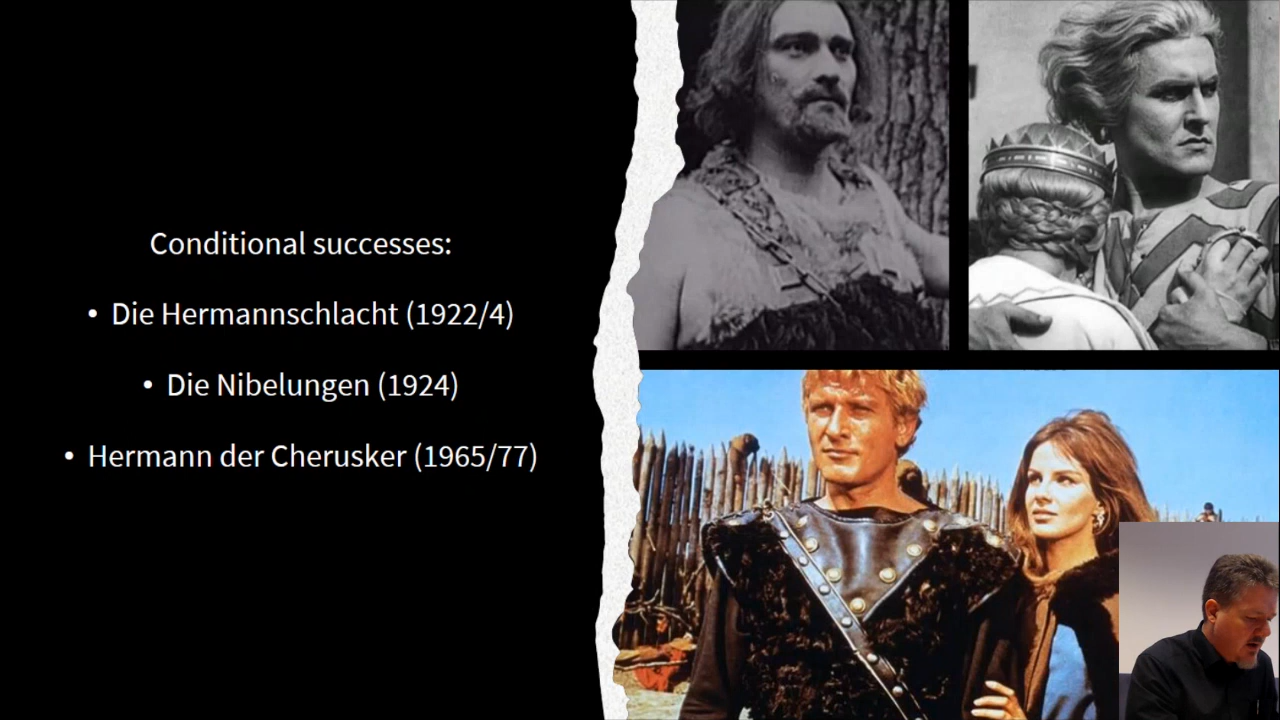 Conditional successes:
• Die Hermannschlacht (1922/4)
• Die Nibelungen (1924)
• Hermann der Cherusker (1965/77)